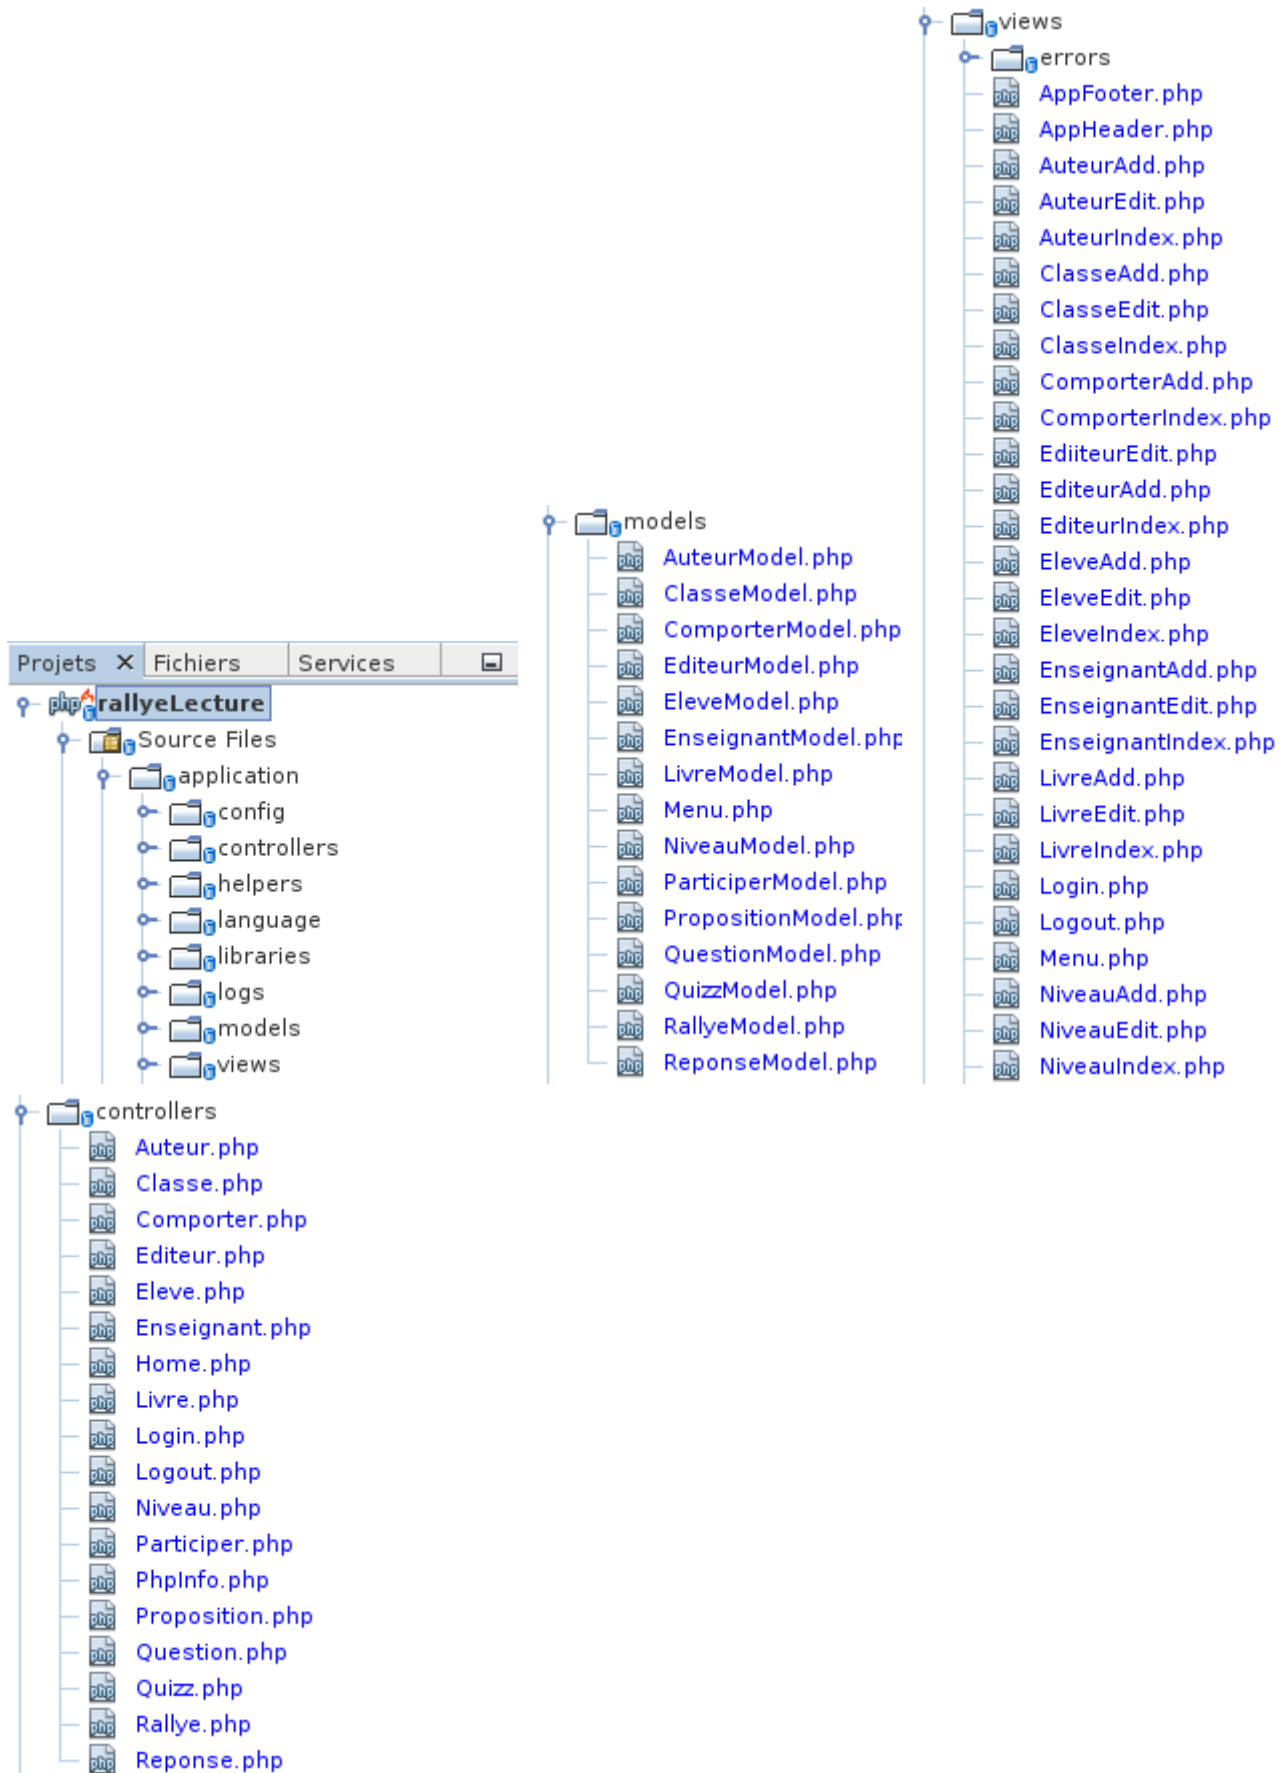 Projets
Fichiers
Services
rallyeLecture
Source Files
application
config
controllers
helpers
language
libraries
logs
models
views
models
AuteurModel.php
ClasseModel.php
ComporterModel.php
EditeurModel.php
EleveModel.php
EnseignantModel.php
LivreModel.php
Menu.php
NiveauModel.php
ParticiperModel.php
PropositionModel.php
QuestionModel.php
QuizzModel.php
RallyeModel.php
ReponseModel.php
views
errors
AppFooter.php
AppHeader.php
AuteurAdd.php
AuteurEdit.php
AuteurIndex.php
ClasseAdd.php
ClasseEdit.php
ClasseIndex.php
ComporterAdd.php
ComporterIndex.php
EdiiteurEdit.php
EditeurAdd.php
EditeurIndex.php
EleveAdd.php
EleveEdit.php
EleveIndex.php
EnseignantAdd.php
EnseignantEdit.php
EnseignantIndex.php
LivreAdd.php
LivreEdit.php
LivreIndex.php
Login.php
Logout.php
Menu.php
NiveauAdd.php
NiveauEdit.php
NiveauIndex.php
controllers
Auteur.php
Classe.php
Comporter.php
Editeur.php
Eleve.php
Enseignant.php
Home.php
Livre.php
Login.php
Logout.php
Niveau.php
Participer.php
PhpInfo.php
Proposition.php
Question.php
Quizz.php
Rallye.php
Reponse.php